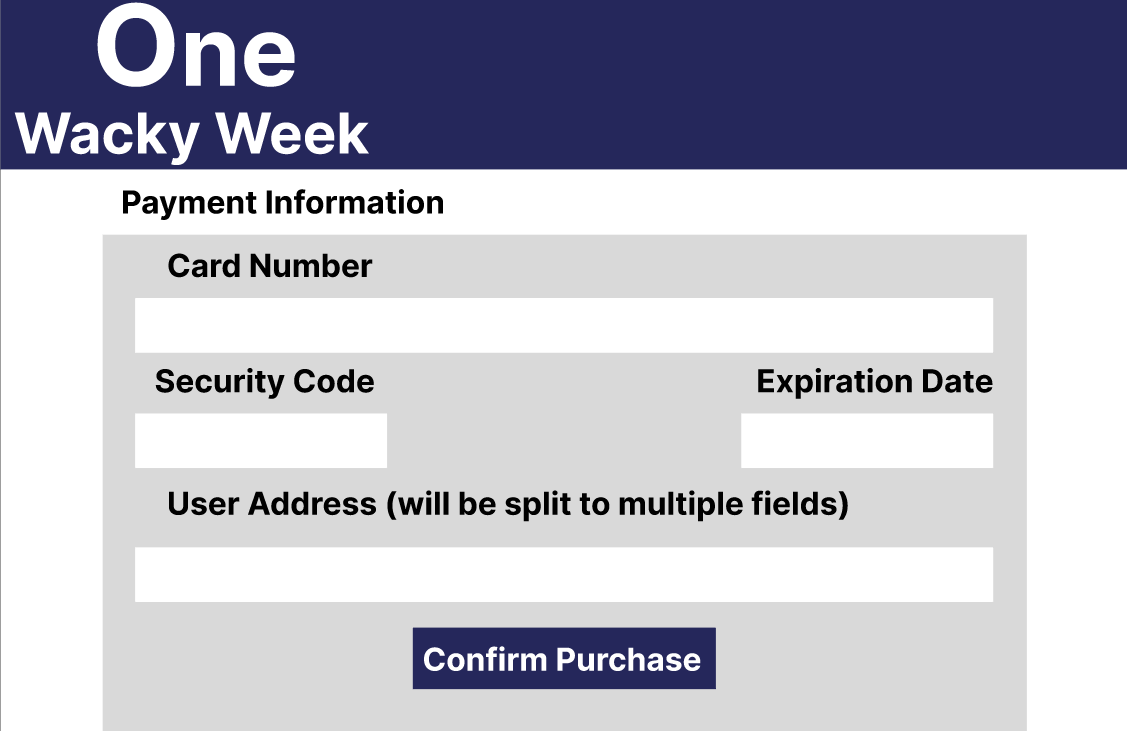 One
Wacky Week
Payment Information
Card Number
Security Code
Expiration Date
User Address (will be split to multiple fields)
Confirm Purchase